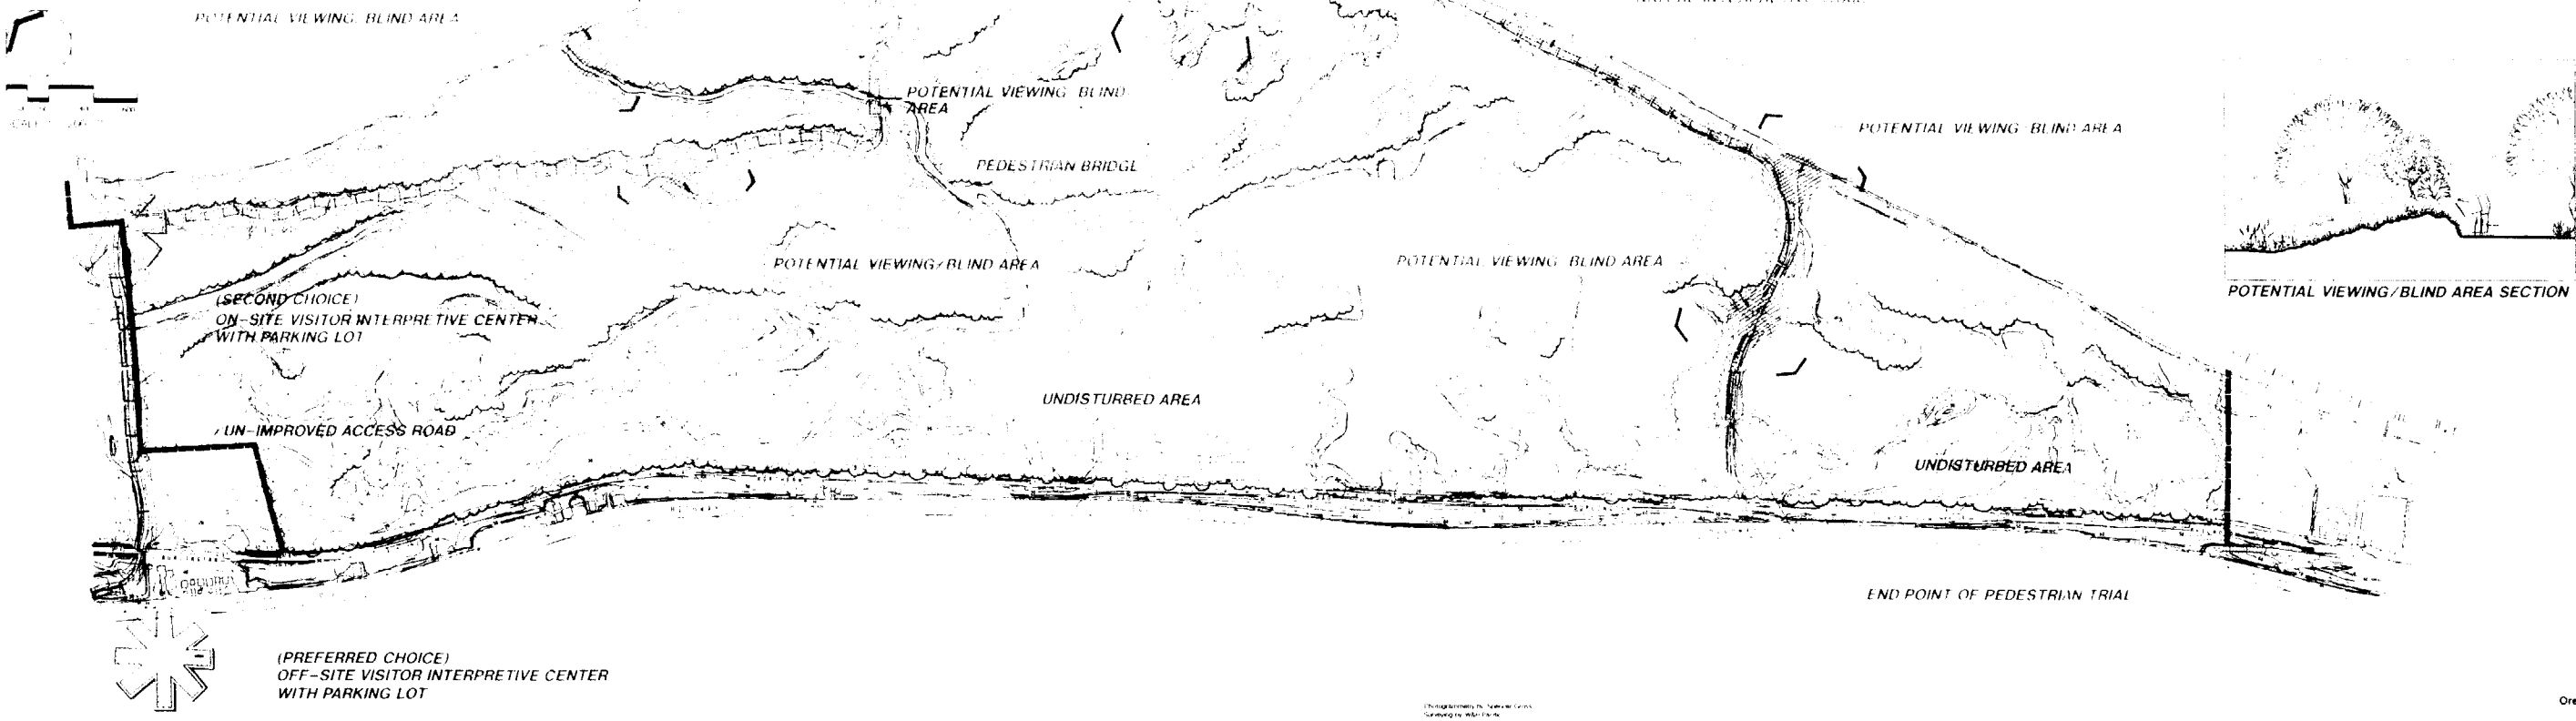 POTENTIAL VIEWING BLIND AREA
POTENTIAL VIEWING BLIND
AREA
POTENTIAL VIEWING BLIND AREA
PEDESTRIAN BRIDGE
POTENTIAL VIEWING/BLIND AREA
POTENTIAL VIEWING BLIND AREA
POTENTIAL VIEWING/BLIND AREA SECTION
(SECOND CHOICE)
ON-SITE VISITOR INTERPRETIVE CENTER
WITH PARKING LOT
UNDISTURBED AREA
UN-IMPROVED ACCESS ROAD
UNDISTURBED AREA
END POINT OF PEDESTRIAN TRIAL
(PREFERRED CHOICE)
OFF-SITE VISITOR INTERPRETIVE CENTER
WITH PARKING LOT